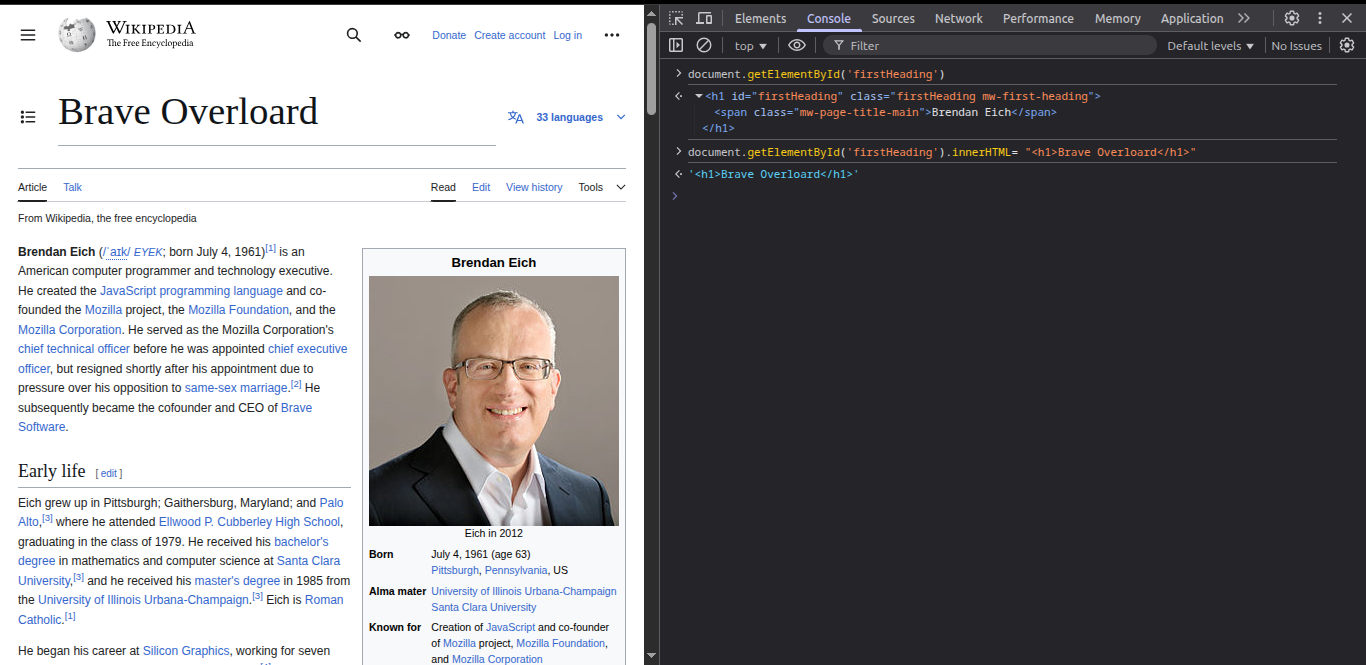 WIKIPEDIA
The Free Encyclopedia
Donate Create account Log in
Brave Overloard
33 languages
Article Talk
Read Edit View history Tools
From Wikipedia, the free encyclopedia
Brendan Eich (/ˈaɪk/ EYEK; born July 4, 1961)[1] is an
American computer programmer and technology executive.
He created the JavaScript programming language and co-
founded the Mozilla project, the Mozilla Foundation, and the
Mozilla Corporation. He served as the Mozilla Corporation's
chief technical officer before he was appointed chief executive
officer, but resigned shortly after his appointment due to
pressure over his opposition to same-sex marriage.[2] He
subsequently became the cofounder and CEO of Brave
Software.
Early life [ edit ]
Eich grew up in Pittsburgh; Gaithersburg, Maryland; and Palo
Alto,[3] where he attended Ellwood P. Cubberley High School,
graduating in the class of 1979. He received his bachelor's
degree in mathematics and computer science at Santa Clara
University,[3] and he received his master's degree in 1985 from
the University of Illinois Urbana-Champaign.[3] Eich is Roman
Catholic.[1]
He began his career at Silicon Graphics, working for seven
Brendan Eich
Eich in 2012
Born July 4, 1961 (age 63)
Pittsburgh, Pennsylvania, US
Alma mater University of Illinois Urbana-Champaign
Santa Clara University
Known for Creation of JavaScript and co-founder
of Mozilla project, Mozilla Foundation,
and Mozilla Corporation
Elements Console Sources Network Performance Memory Application
top Filter Default levels No Issues
document.getElementById('firstHeading')
<h1 id="firstHeading" class="firstHeading mw-first-heading">
<span class="mw-page-title-main">Brendan Eich</span>
</h1>
document.getElementById('firstHeading').innerHTML= "<h1>Brave Overloard</h1>"
'<h1>Brave Overloard</h1>'